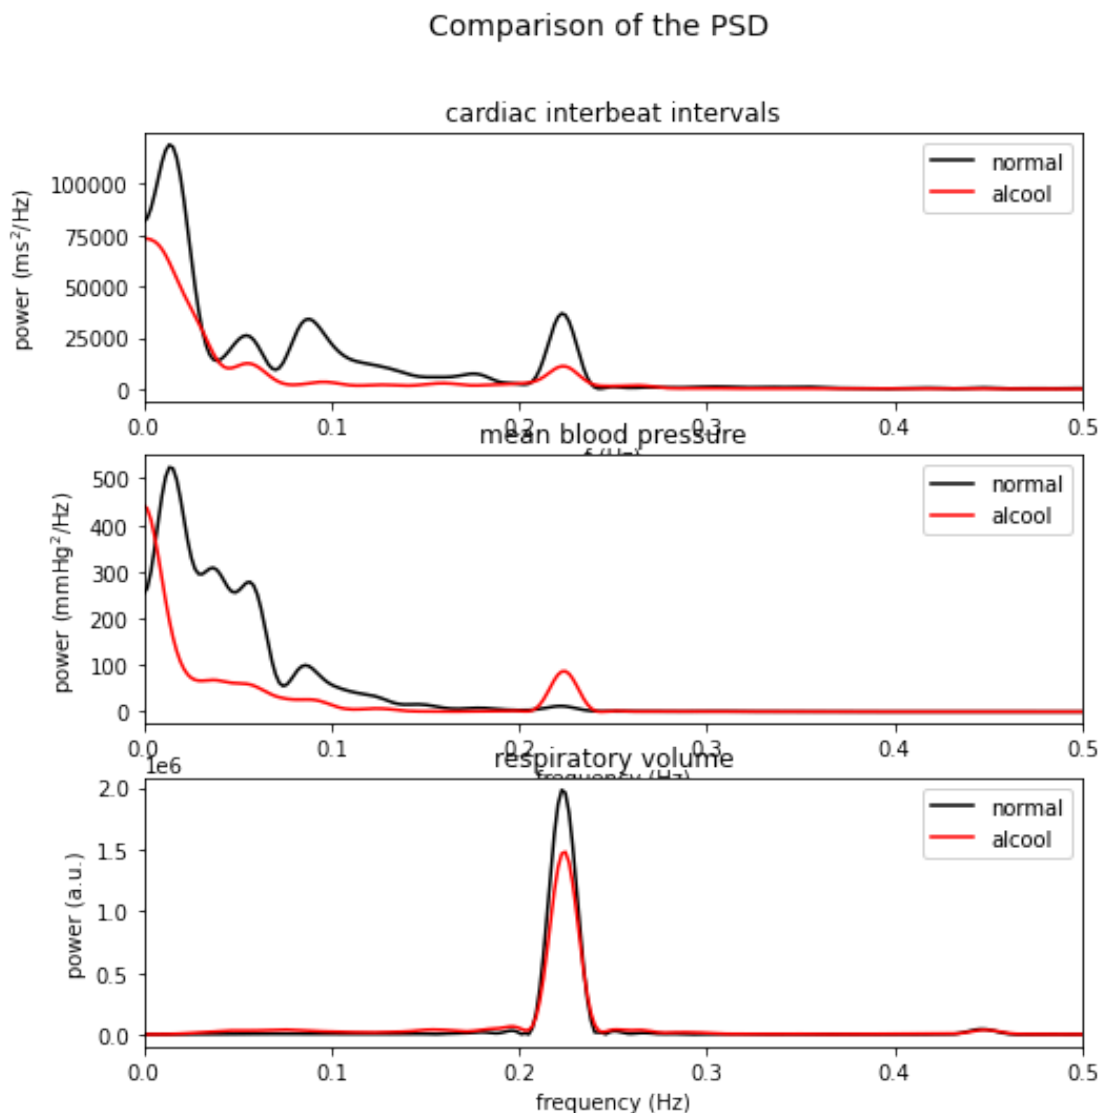 Comparison of the PSD
cardiac interbeat intervals
power (ms²/Hz)
100000
75000
50000
25000
0
normal
alcool
0.0 0.1 0.2 0.3 0.4 0.5
f (Hz)
mean blood pressure
power (mmHg²/Hz)
500
400
300
200
100
0
normal
alcool
0.0 0.1 0.2 0.3 0.4 0.5
frequency (Hz)
respiratory volume
1e6
power (a.u.)
2.0
1.5
1.0
0.5
0.0
normal
alcool
0.0 0.1 0.2 0.3 0.4 0.5
frequency (Hz)